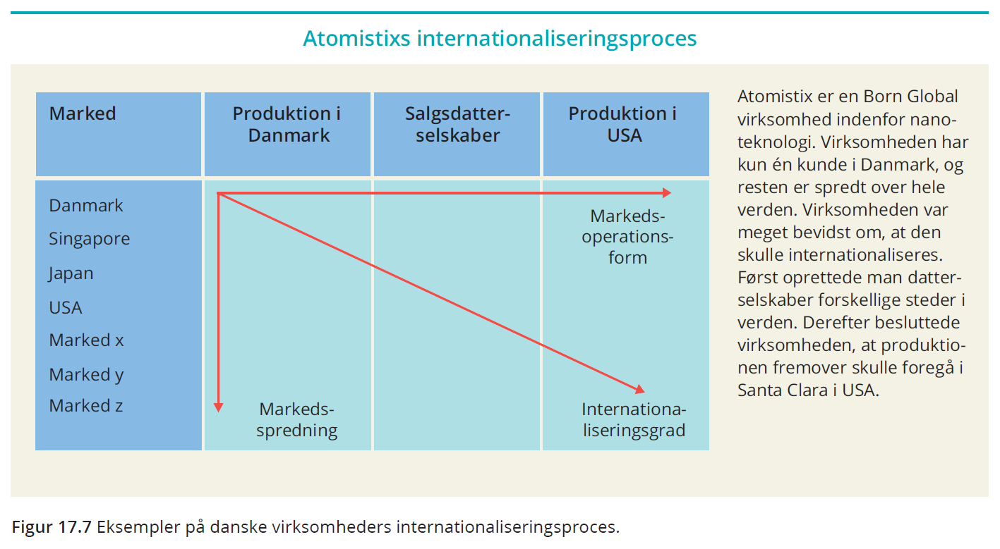 Atomistixs internationaliseringsproces
Marked
Produktion i
Danmark
Salgsdatter-
selskaber
Produktion i
USA
Danmark
Singapore
Japan
USA
Marked x
Marked y
Marked z
Markeds-
operations-
form
Markeds-
spredning
Internationa-
liseringsgrad
Atomistix er en Born Global
virksomhed indenfor nano-
teknologi. Virksomheden har
kun én kunde i Danmark, og
resten er spredt over hele
verden. Virksomheden var
meget bevidst om, at den
skulle internationaliseres.
Først oprettede man datter-
selskaber forskellige steder i
verden. Derefter besluttede
virksomheden, at produktio-
nen fremover skulle foregå i
Santa Clara i USA.
Figur 17.7 Eksempler på danske virksomheders internationaliseringsproces.